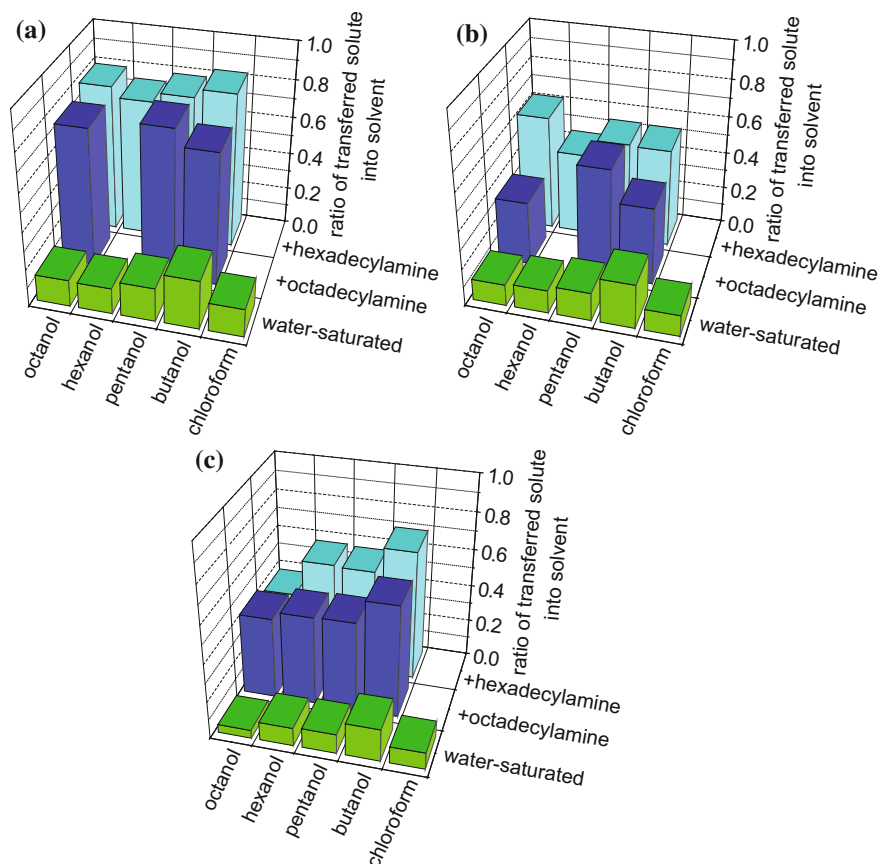 (a)
1.0
0.8
0.6
0.4
0.2
0.0
ratio of transferred solute
into solvent
+hexadecylamine
+octadecylamine
water-saturated
octanol
hexanol
pentanol
butanol
chloroform
(b)
1.0
0.8
0.6
0.4
0.2
0.0
ratio of transferred solute
into solvent
+hexadecylamine
+octadecylamine
water-saturated
octanol
hexanol
pentanol
butanol
chloroform
(c)
1.0
0.8
0.6
0.4
0.2
0.0
ratio of transferred solute
into solvent
+hexadecylamine
+octadecylamine
water-saturated
octanol
hexanol
pentanol
butanol
chloroform